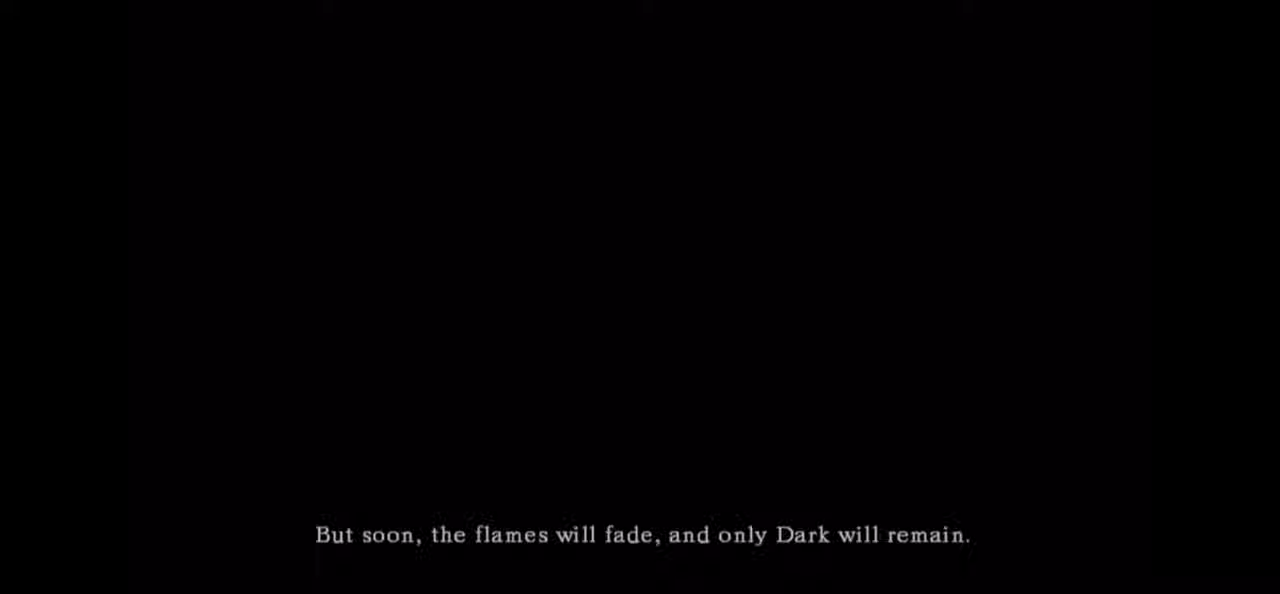 But soon, the flames will fade, and only Dark will remain.